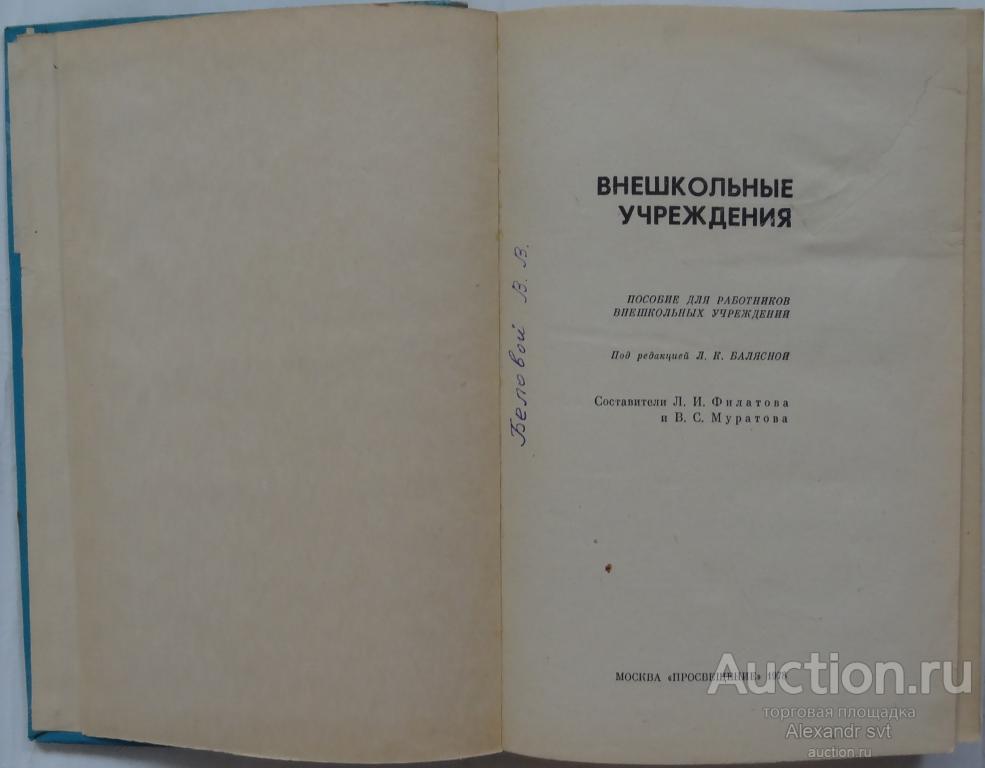 Беловой В. В.
ВНЕШКОЛЬНЫЕ
УЧРЕЖДЕНИЯ
ПОСОБИЕ ДЛЯ РАБОТНИКОВ
ВНЕШКОЛЬНЫХ УЧРЕЖДЕНИЙ
Под редакцией Л. К. БАЛЯСНОЙ
Составители Л. И. Филатова
и В. С. Муратова
МОСКВА «ПРОСВЕЩЕНИЕ» 1978
Auction.ru
торговая площадка
Alexandr svt
auction.ru